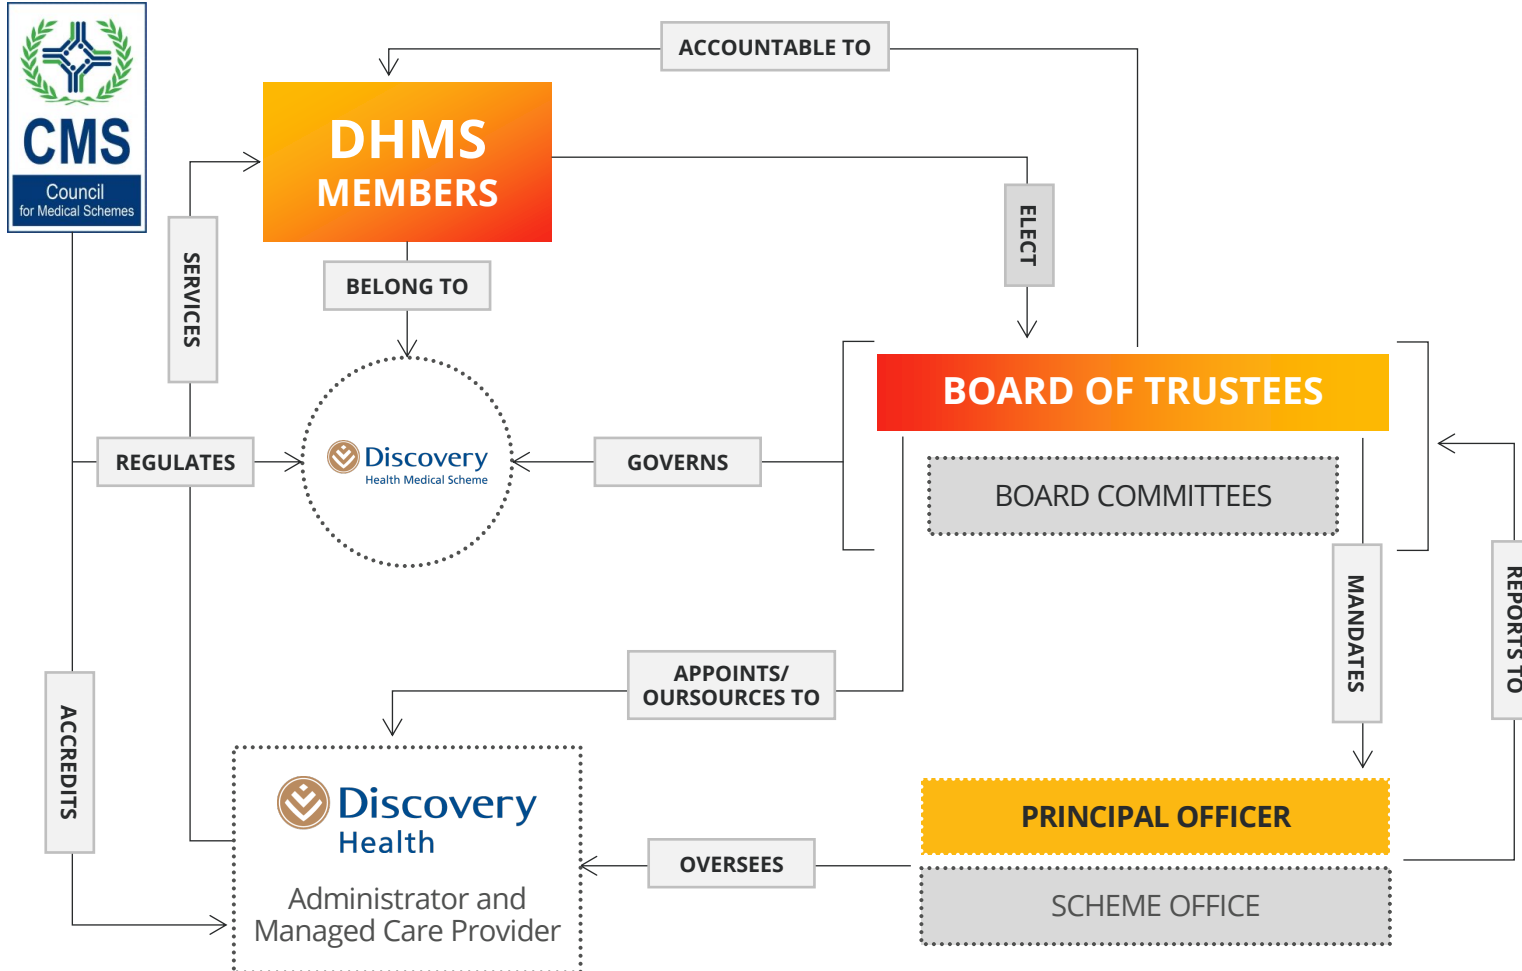 ACCOUNTABLE TO
CMS
Council
for Medical Schemes
DHMS
MEMBERS
ELECT
SERVICES
BELONG TO
BOARD OF TRUSTEES
REGULATES
Discovery
Health Medical Scheme
GOVERNS
BOARD COMMITTEES
MANDATES
REPORTS TO
APPOINTS/
OURSOURCES TO
ACCREDITS
Discovery
Health
Administrator and
Managed Care Provider
OVERSEES
PRINCIPAL OFFICER
SCHEME OFFICE